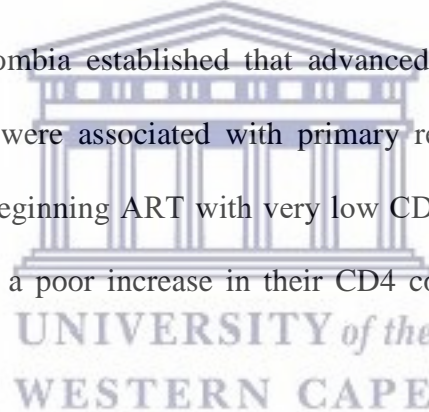 ombia established that advanced
were associated with primary re
eginning ART with very low CD
a poor increase in their CD4 co
UNIVERSITY of the
WESTERN CAPE